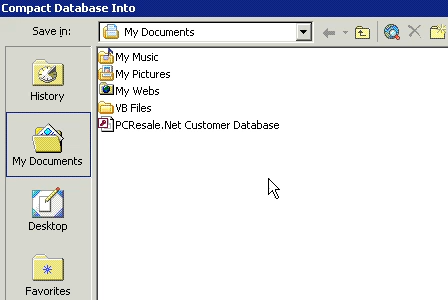 Compact Database Into
Save in: My Documents
My Music
My Pictures
My Webs
VB Files
PCResale.Net Customer Database
History
My Documents
Desktop
Favorites